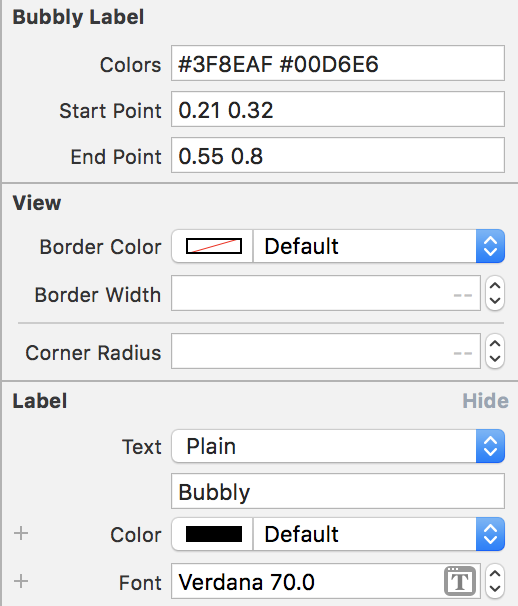 Bubbly Label
Colors #3F8EAF #00D6E6
Start Point 0.21 0.32
End Point 0.55 0.8
View
Border Color Default
Border Width --
Corner Radius --
Label Hide
Text Plain
Bubbly
+ Color Default
+ Font Verdana 70.0 T